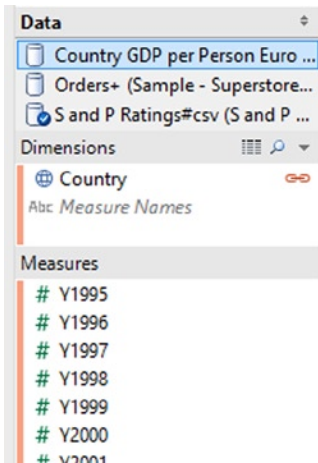 Data
Country GDP per Person Euro ...
Orders+ (Sample - Superstore...
S and P Ratings#csv (S and P ...
Dimensions
Country
Abc Measure Names
Measures
# Y1995
# Y1996
# Y1997
# Y1998
# Y1999
# Y2000
# Y2001